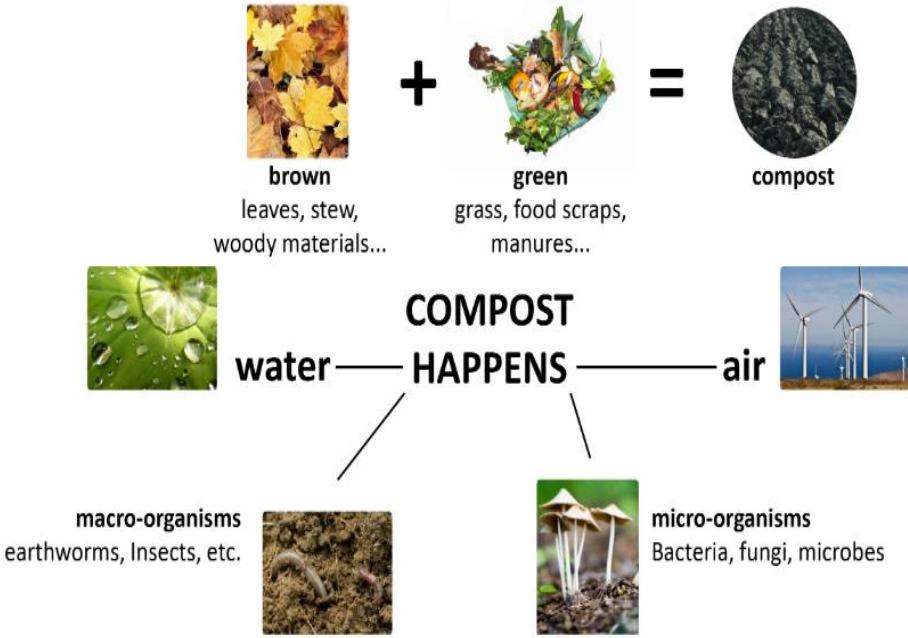 +
=
brown
leaves, stew,
woody materials...
green
grass, food scraps,
manures...
compost
COMPOST
HAPPENS
water
air
macro-organisms
earthworms, Insects, etc.
micro-organisms
Bacteria, fungi, microbes